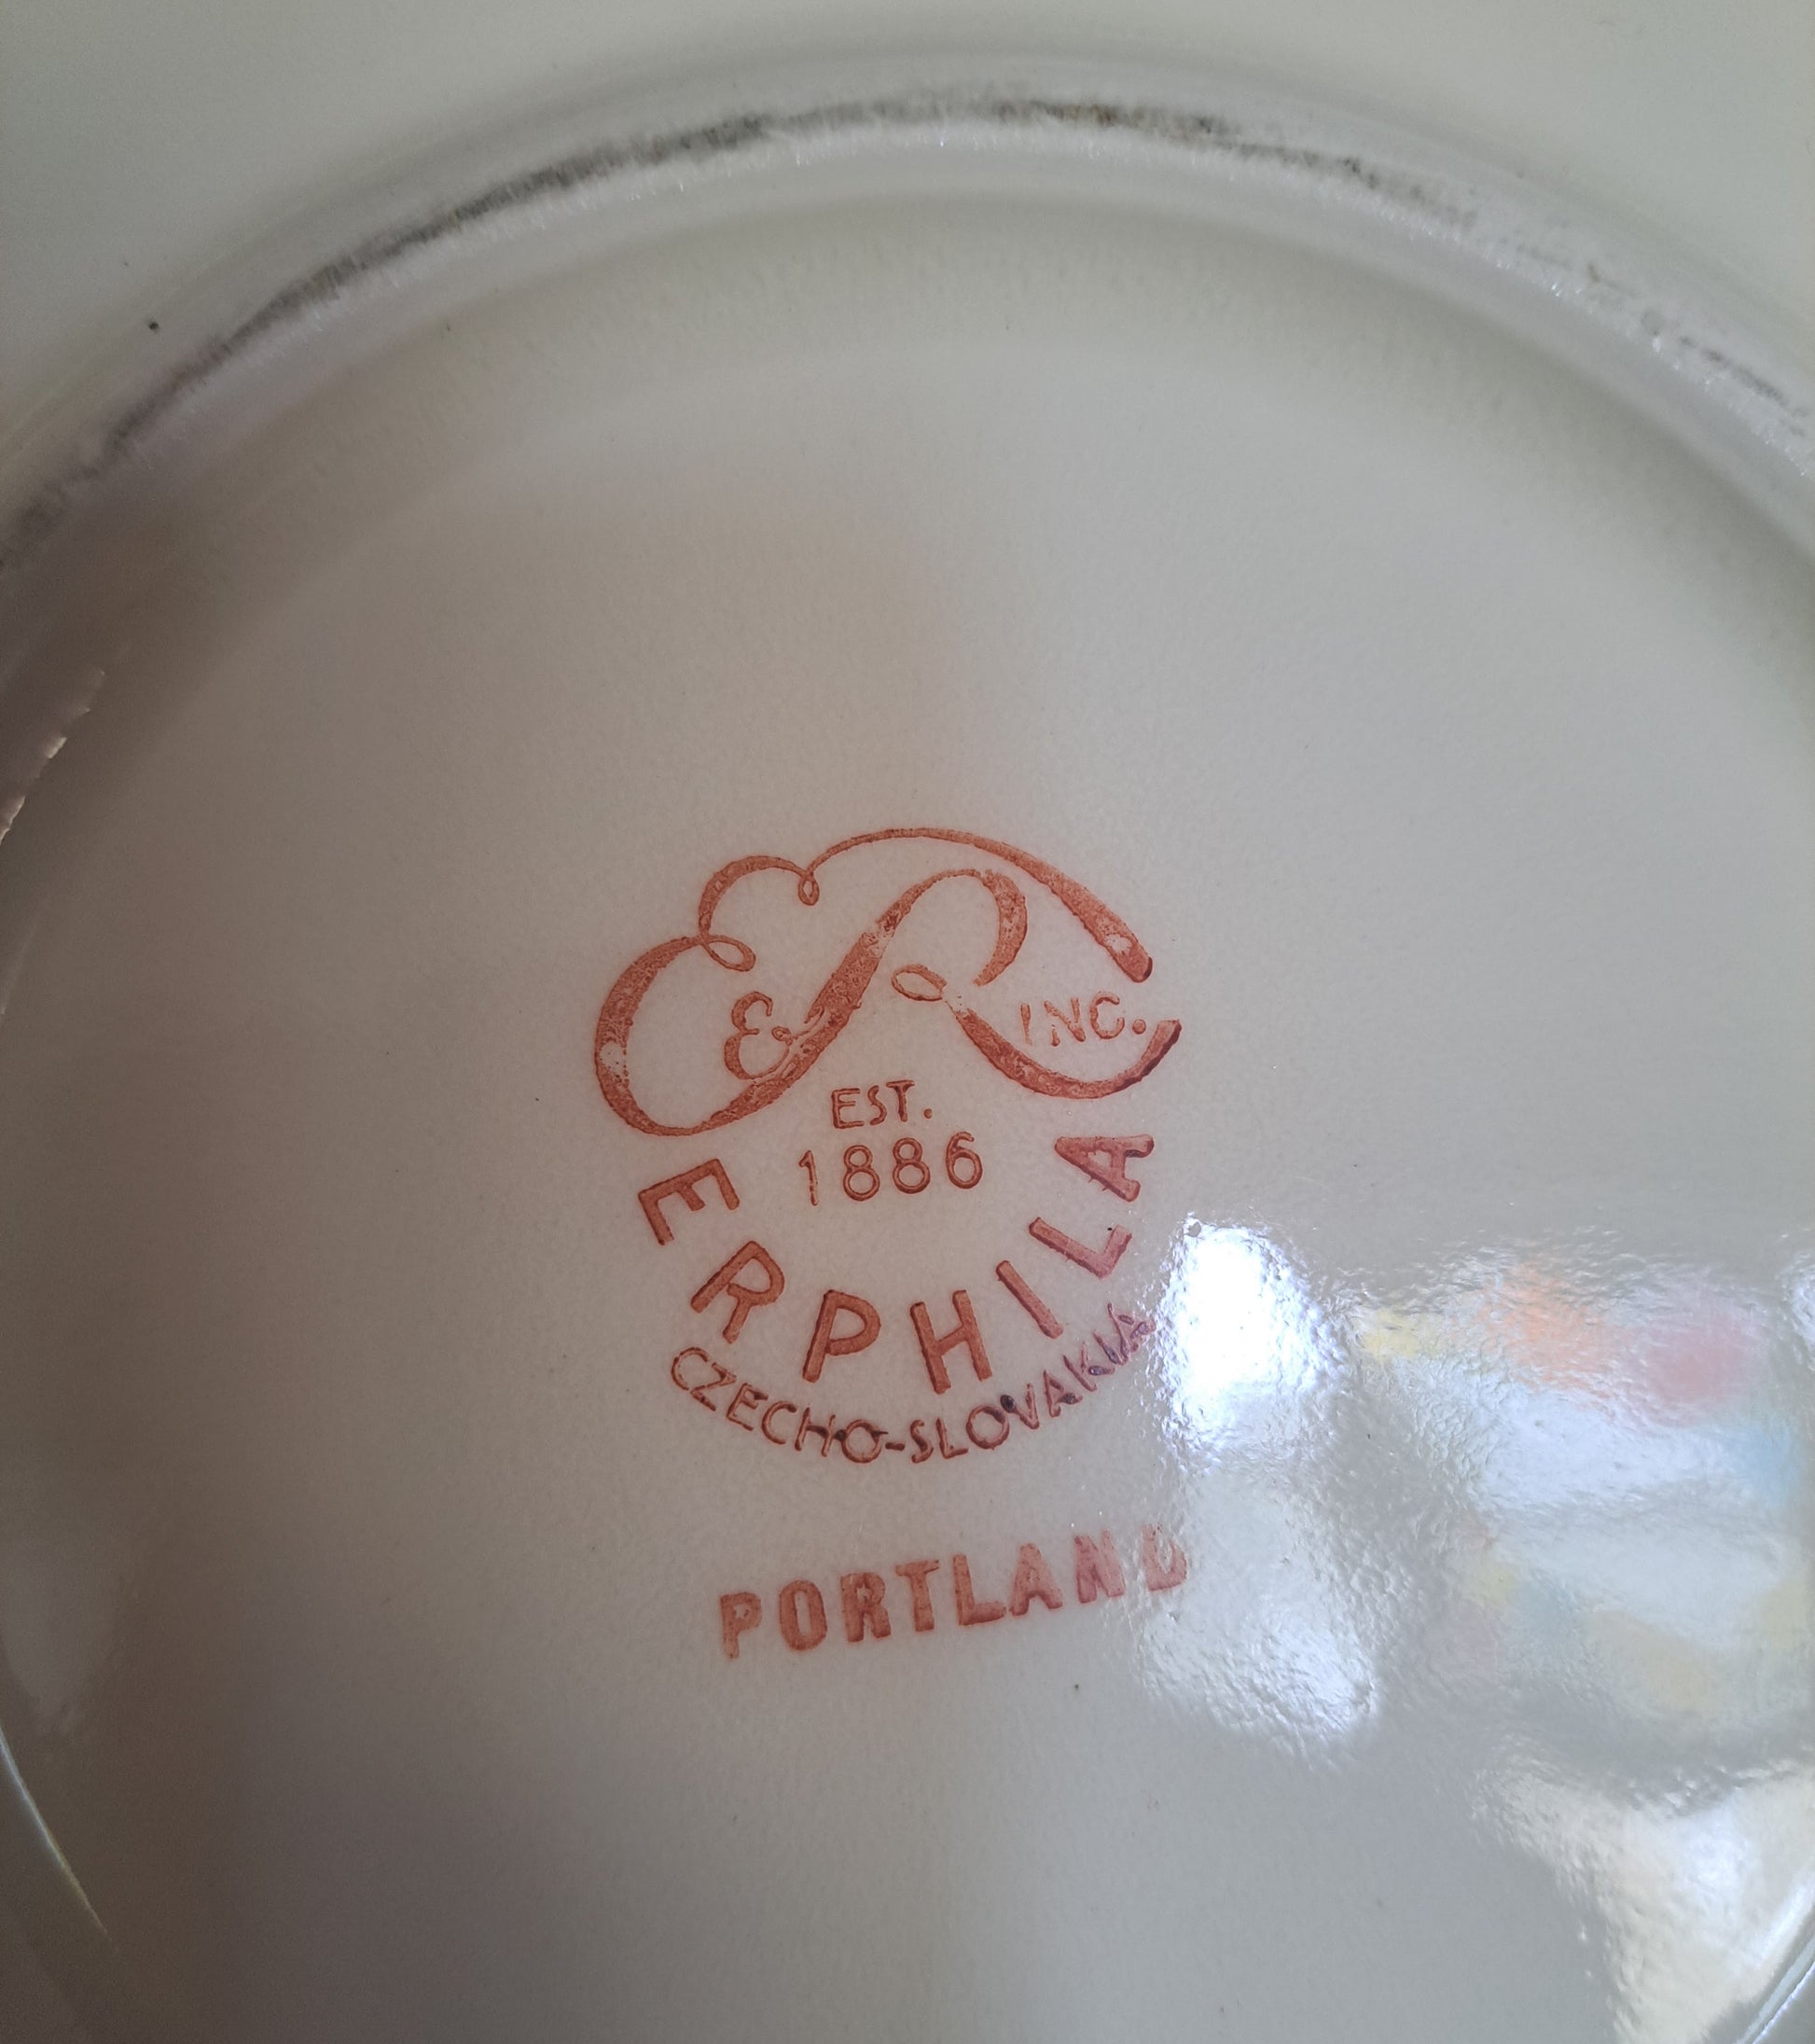 E & R INC.
EST.
1886
ERPHILA
CZECHO-SLOVAKIA
PORTLAND